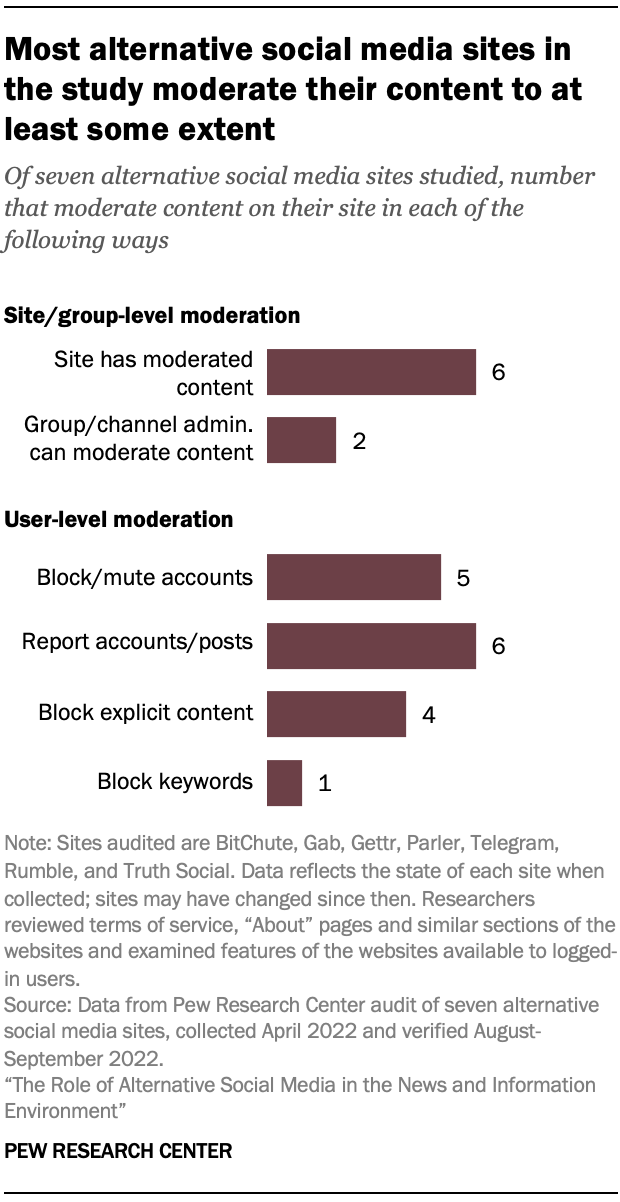 Most alternative social media sites in
the study moderate their content to at
least some extent
Of seven alternative social media sites studied, number
that moderate content on their site in each of the
following ways
Site/group-level moderation
Site has moderated
content
6
Group/channel admin.
can moderate content
2
User-level moderation
Block/mute accounts
5
Report accounts/posts
6
Block explicit content
4
Block keywords
1
Note: Sites audited are BitChute, Gab, Gettr, Parler, Telegram,
Rumble, and Truth Social. Data reflects the state of each site when
collected; sites may have changed since then. Researchers
reviewed terms of service, “About” pages and similar sections of the
websites and examined features of the websites available to logged-
in users.
Source: Data from Pew Research Center audit of seven alternative
social media sites, collected April 2022 and verified August-
September 2022.
“The Role of Alternative Social Media in the News and Information
Environment”
PEW RESEARCH CENTER